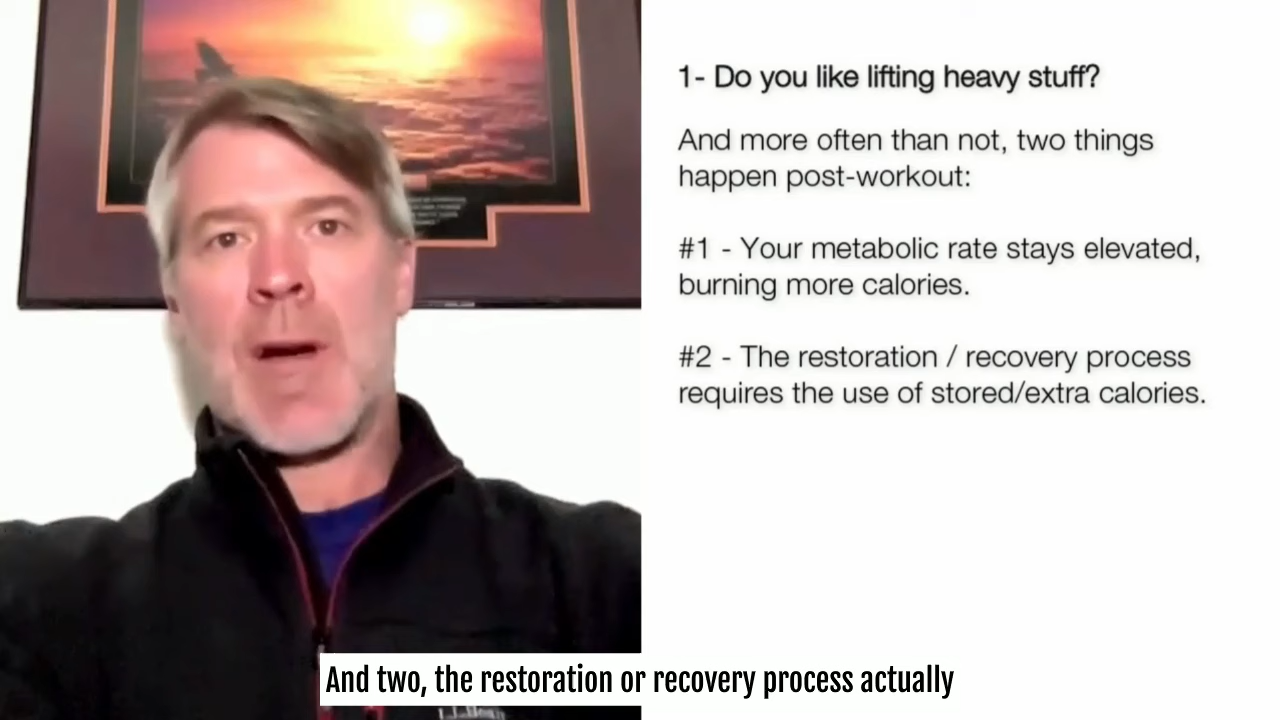 1- Do you like lifting heavy stuff?
And more often than not, two things
happen post-workout:
#1 - Your metabolic rate stays elevated,
burning more calories.
#2 - The restoration / recovery process
requires the use of stored/extra calories.
And two, the restoration or recovery process actually
L.L.Bean